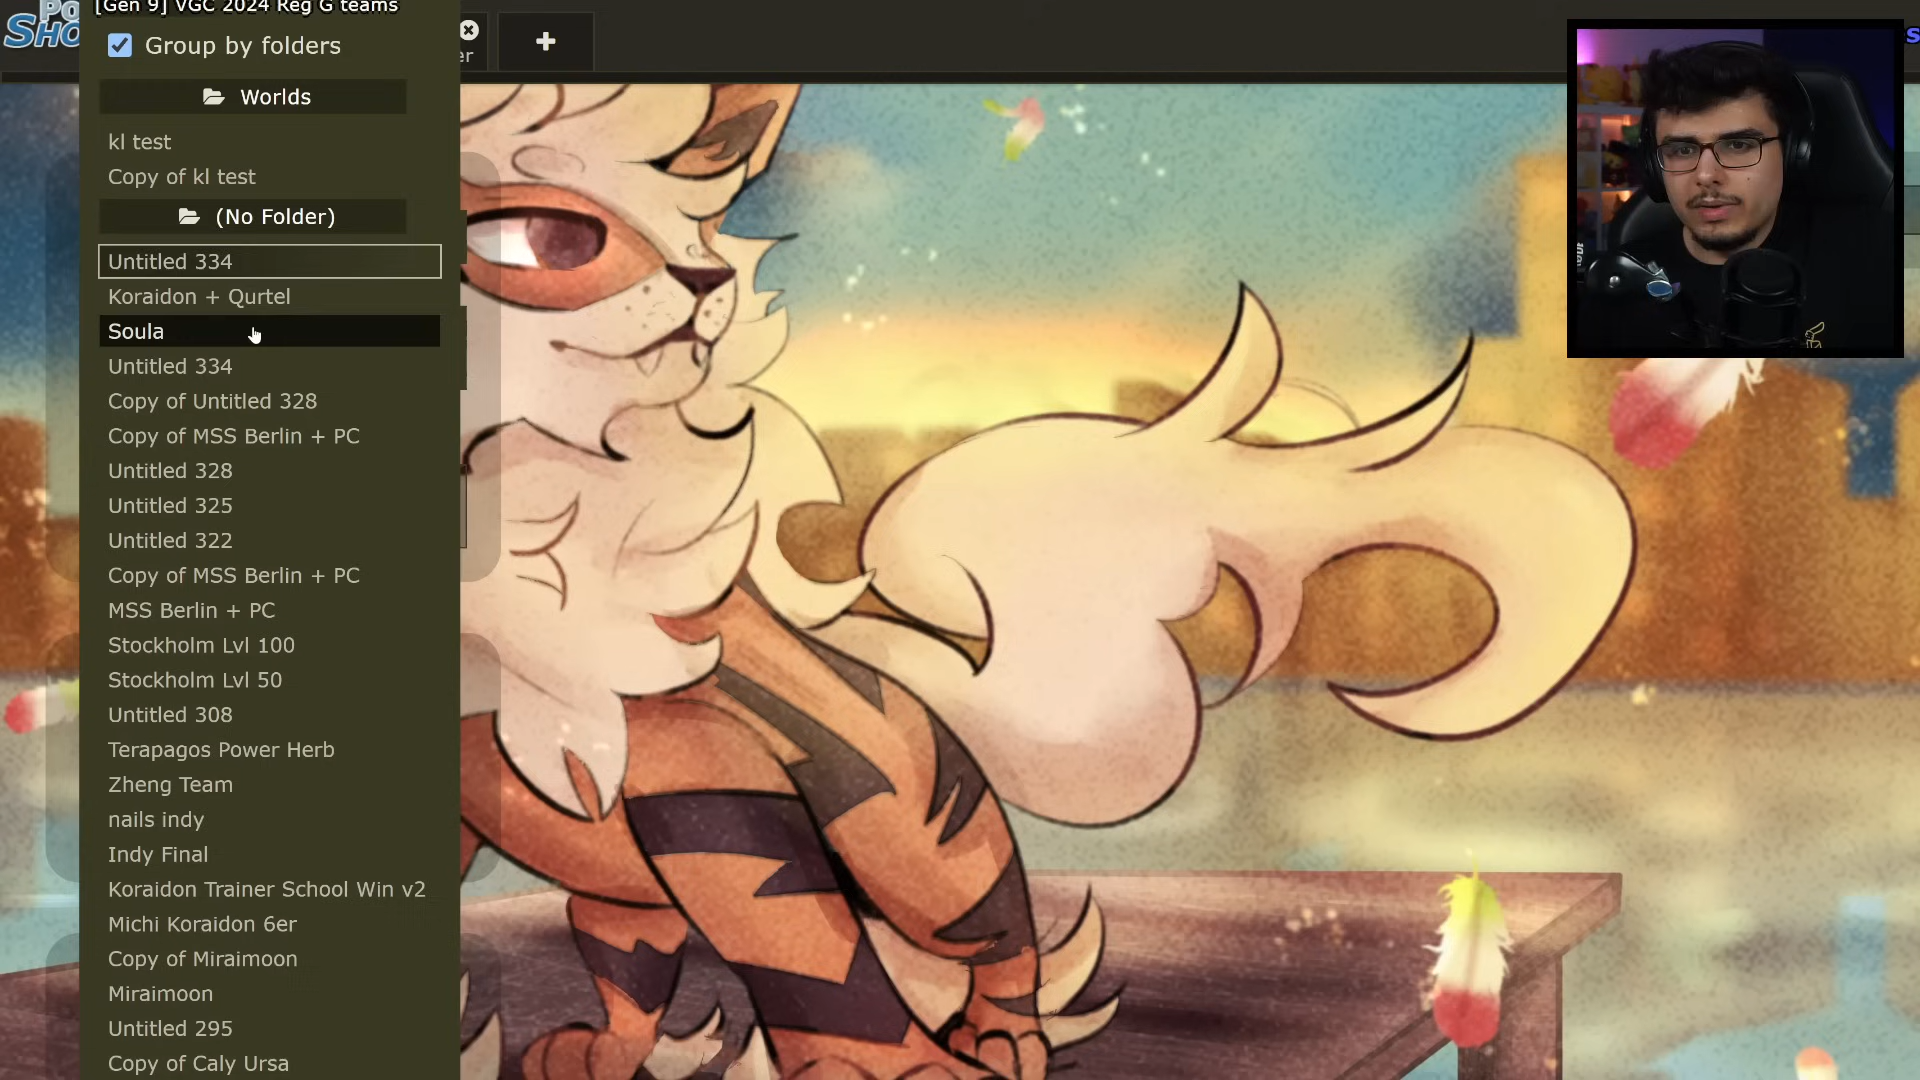 [Gen 9] VGC 2024 Reg G teams
Group by folders
Worlds
kl test
Copy of kl test
(No Folder)
Untitled 334
Koraidon + Qurtel
Soula
Untitled 334
Copy of Untitled 328
Copy of MSS Berlin + PC
Untitled 328
Untitled 325
Untitled 322
Copy of MSS Berlin + PC
MSS Berlin + PC
Stockholm Lvl 100
Stockholm Lvl 50
Untitled 308
Terapagos Power Herb
Zheng Team
nails indy
Indy Final
Koraidon Trainer School Win v2
Michi Koraidon 6er
Copy of Miraimoon
Miraimoon
Untitled 295
Copy of Caly Ursa